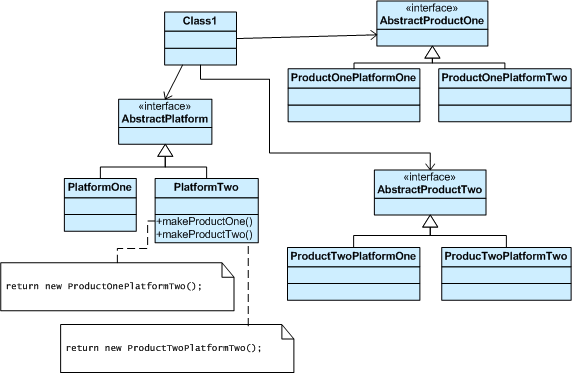 Class1
«interface»
AbstractProductOne
ProductOnePlatformOne
ProductOnePlatformTwo
«interface»
AbstractPlatform
PlatformOne
PlatformTwo
+makeProductOne()
+makeProductTwo()
«interface»
AbstractProductTwo
ProductTwoPlatformOne
ProducTwoPlatformTwo
return new ProductOnePlatformTwo();
return new ProductTwoPlatformTwo();